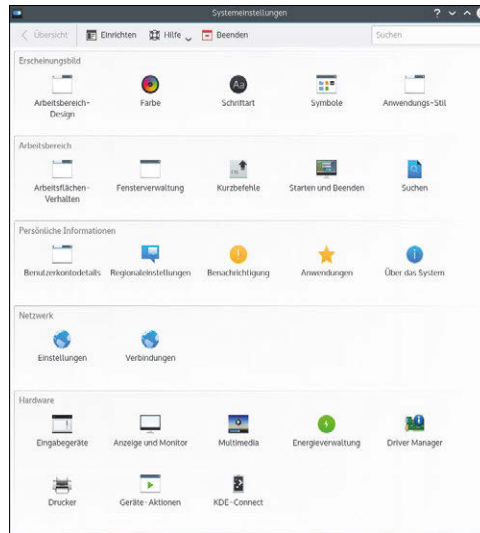 Systemeinstellungen
Übersicht Einrichten Hilfe Beenden Suchen
Erscheinungsbild
Arbeitsbereich-
Design
Farbe
Aa
Schriftart
Symbole
Anwendungs-Stil
Arbeitsbereich
Arbeitsflächen-
Verhalten
Fensterverwaltung
Kurzbefehle
Starten und Beenden
Suchen
Persönliche Informationen
Benutzerkontodetails
Regionaleinstellungen
Benachrichtigung
Anwendungen
Über das System
Netzwerk
Einstellungen
Verbindungen
Hardware
Eingabegeräte
Anzeige und Monitor
Multimedia
Energieverwaltung
Driver Manager
Drucker
Geräte-Aktionen
KDE-Connect